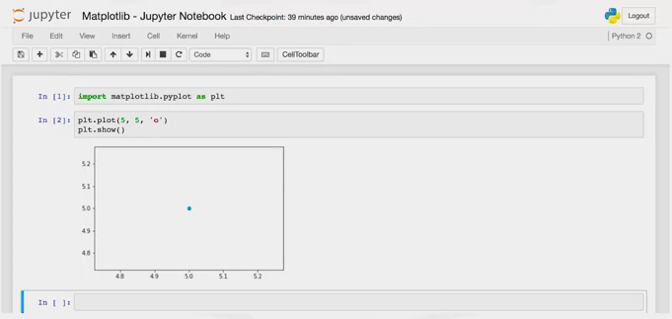 jupyter Matplotlib - Jupyter Notebook Last Checkpoint: 39 minutes ago (unsaved changes) Logout
File Edit View Insert Cell Kernel Help Python 2
Code CellToolbar
In [1]: import matplotlib.pyplot as plt
In [2]: plt.plot(5, 5, 'o')
plt.show()
5.2
5.1
5.0
4.9
4.8
4.8 4.9 5.0 5.1 5.2
In [ ]: